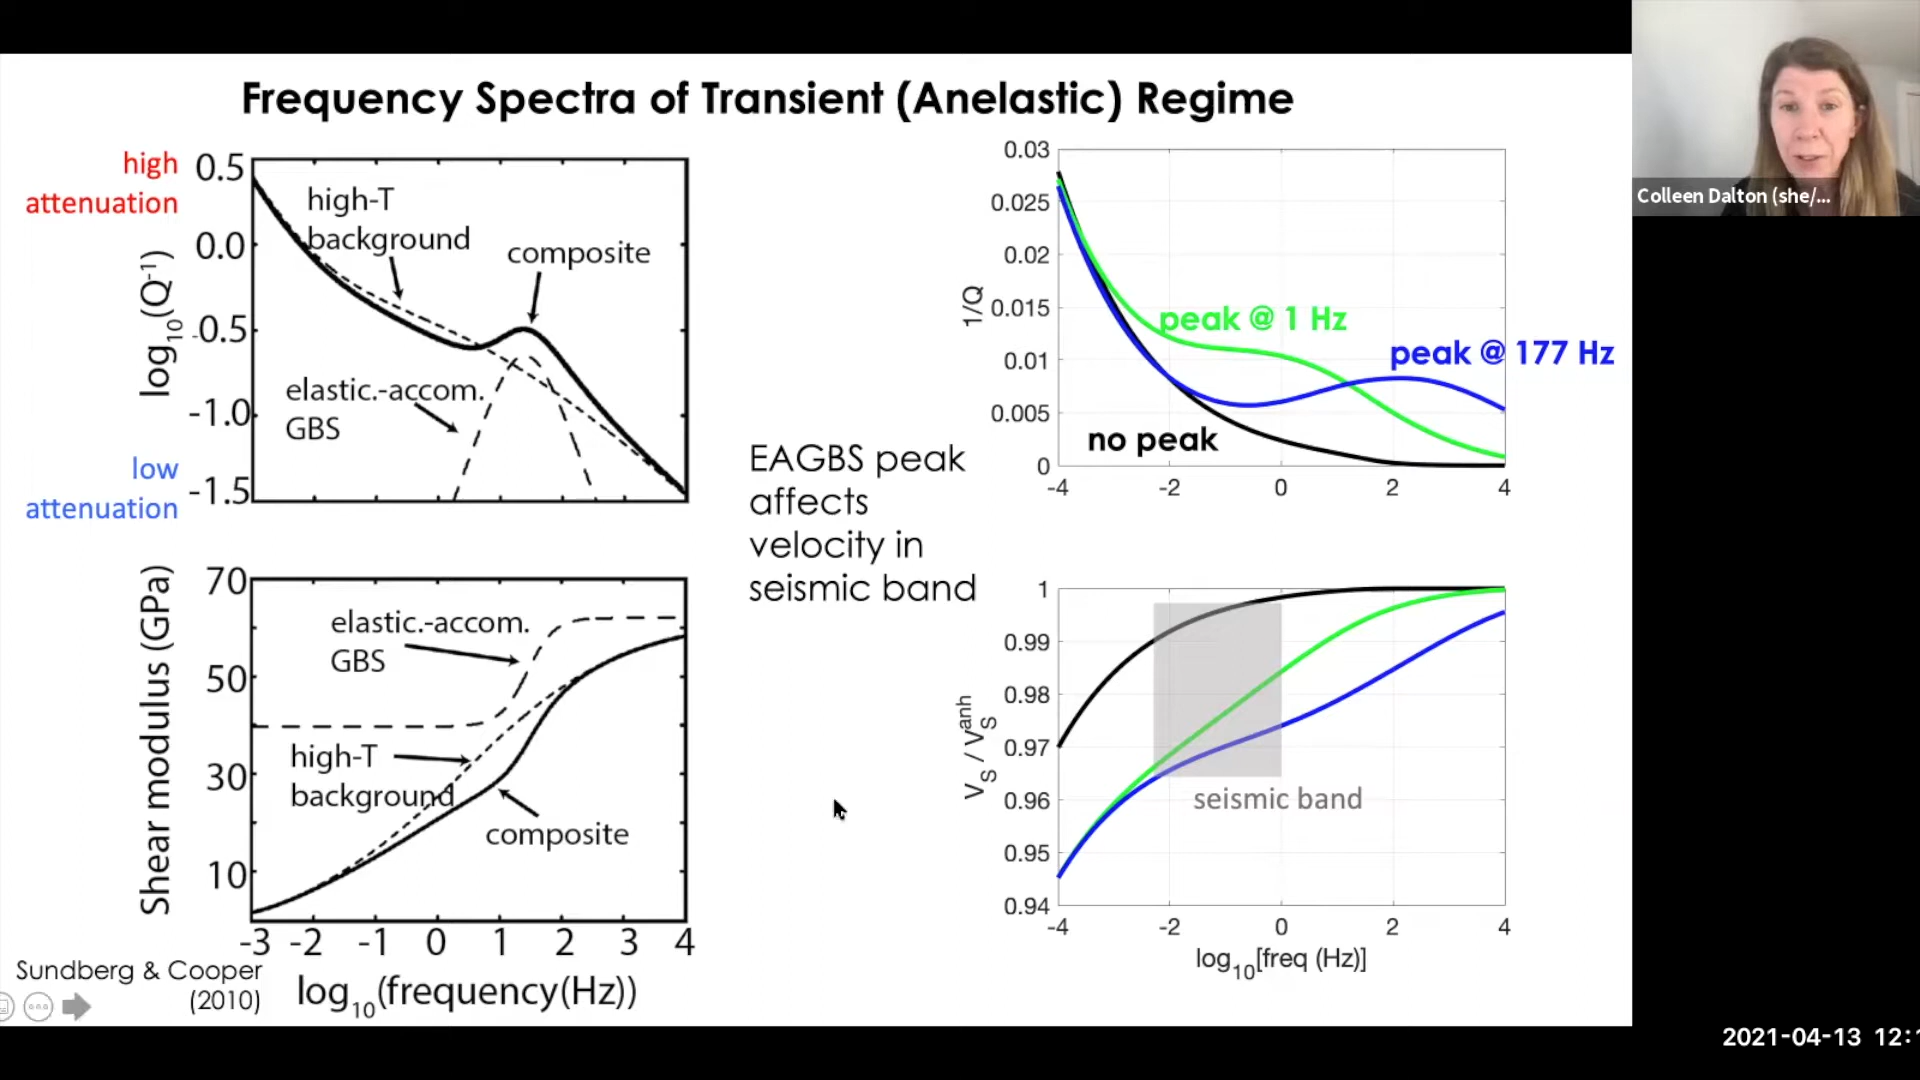 Frequency Spectra of Transient (Anelastic) Regime
high
attenuation
low
attenuation
log10(Q-1)
0.5
0.0
-0.5
-1.0
-1.5
high-T
background
composite
elastic.-accom.
GBS
Shear modulus (GPa)
70
50
30
10
elastic.-accom.
GBS
high-T
background
composite
-3 -2 -1 0 1 2 3 4
log10(frequency(Hz))
Sundberg & Cooper
(2010)
EAGBS peak
affects
velocity in
seismic band
1/Q
0.03
0.025
0.02
0.015
0.01
0.005
0
peak @ 1 Hz
peak @ 177 Hz
no peak
-4 -2 0 2 4
VS / VSanh
1
0.99
0.98
0.97
0.96
0.95
0.94
seismic band
-4 -2 0 2 4
log10[freq (Hz)]
Colleen Dalton (she/...
2021-04-13 12: